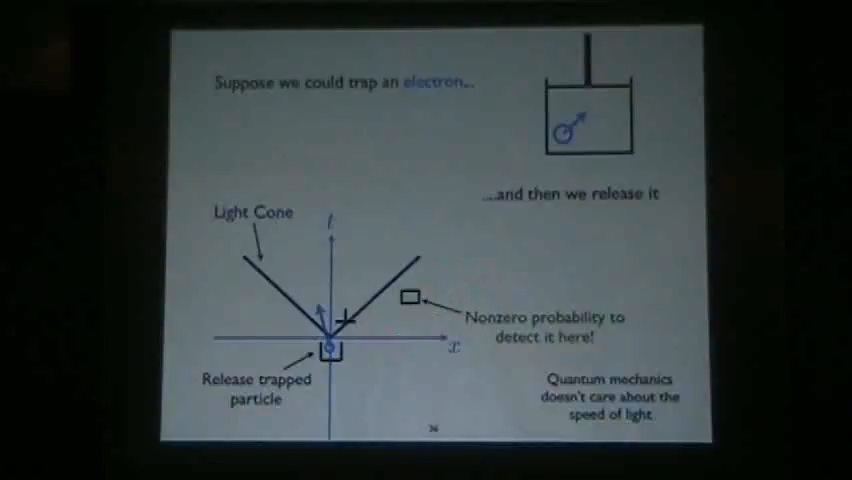 Suppose we could trap an electron...
...and then we release it
Light Cone
t
Nonzero probability to
detect it here!
x
Release trapped
particle
Quantum mechanics
doesn't care about the
speed of light
36